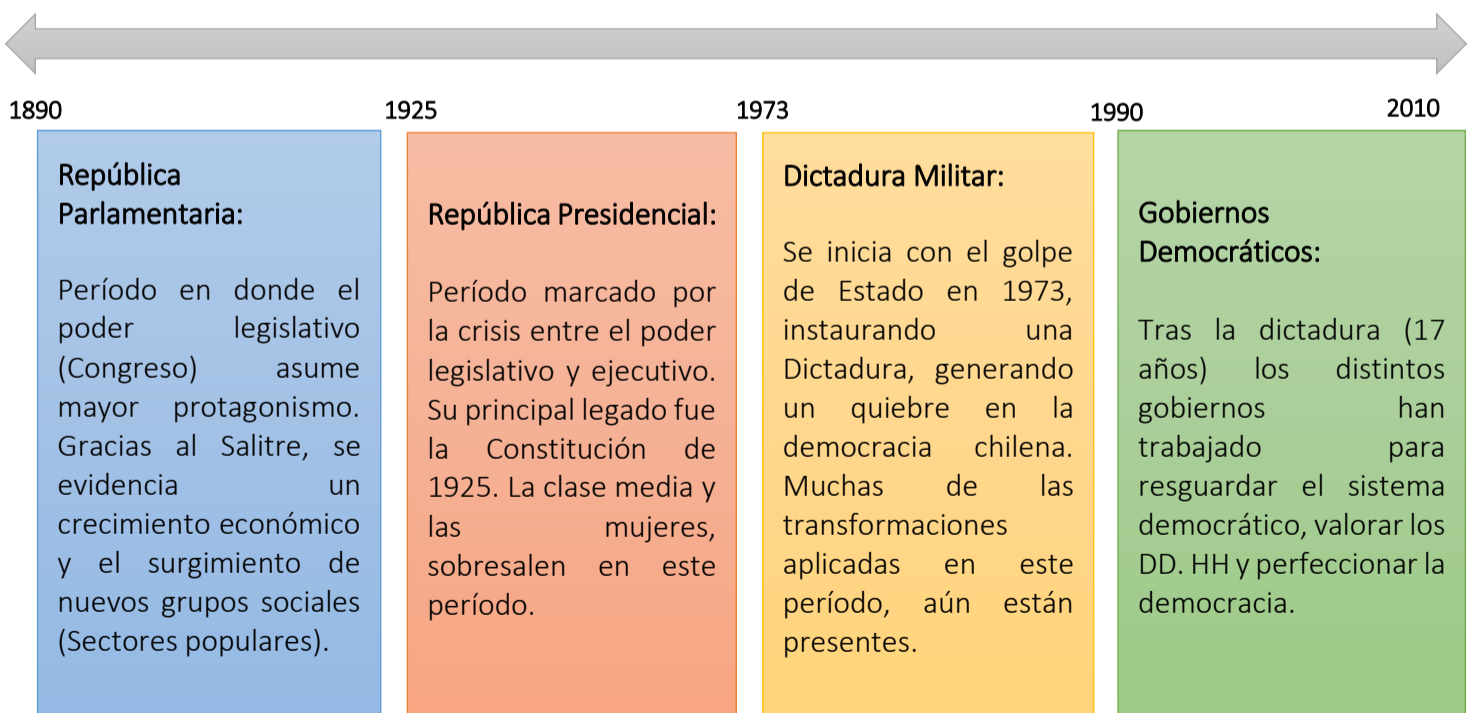 1890
1925
1973
1990
2010
República
Parlamentaria:
Período en donde el
poder legislativo
(Congreso) asume
mayor protagonismo.
Gracias al Salitre, se
evidencia un
crecimiento económico
y el surgimiento de
nuevos grupos sociales
(Sectores populares).
República Presidencial:
Período marcado por
la crisis entre el poder
legislativo y ejecutivo.
Su principal legado fue
la Constitución de
1925. La clase media y
las mujeres,
sobresalen en este
período.
Dictadura Militar:
Se inicia con el golpe
de Estado en 1973,
instaurando una
Dictadura, generando
un quiebre en la
democracia chilena.
Muchas de las
transformaciones
aplicadas en este
período, aún están
presentes.
Gobiernos
Democráticos:
Tras la dictadura (17
años) los distintos
gobiernos han
trabajado para
resguardar el sistema
democrático, valorar los
DD. HH y perfeccionar la
democracia.